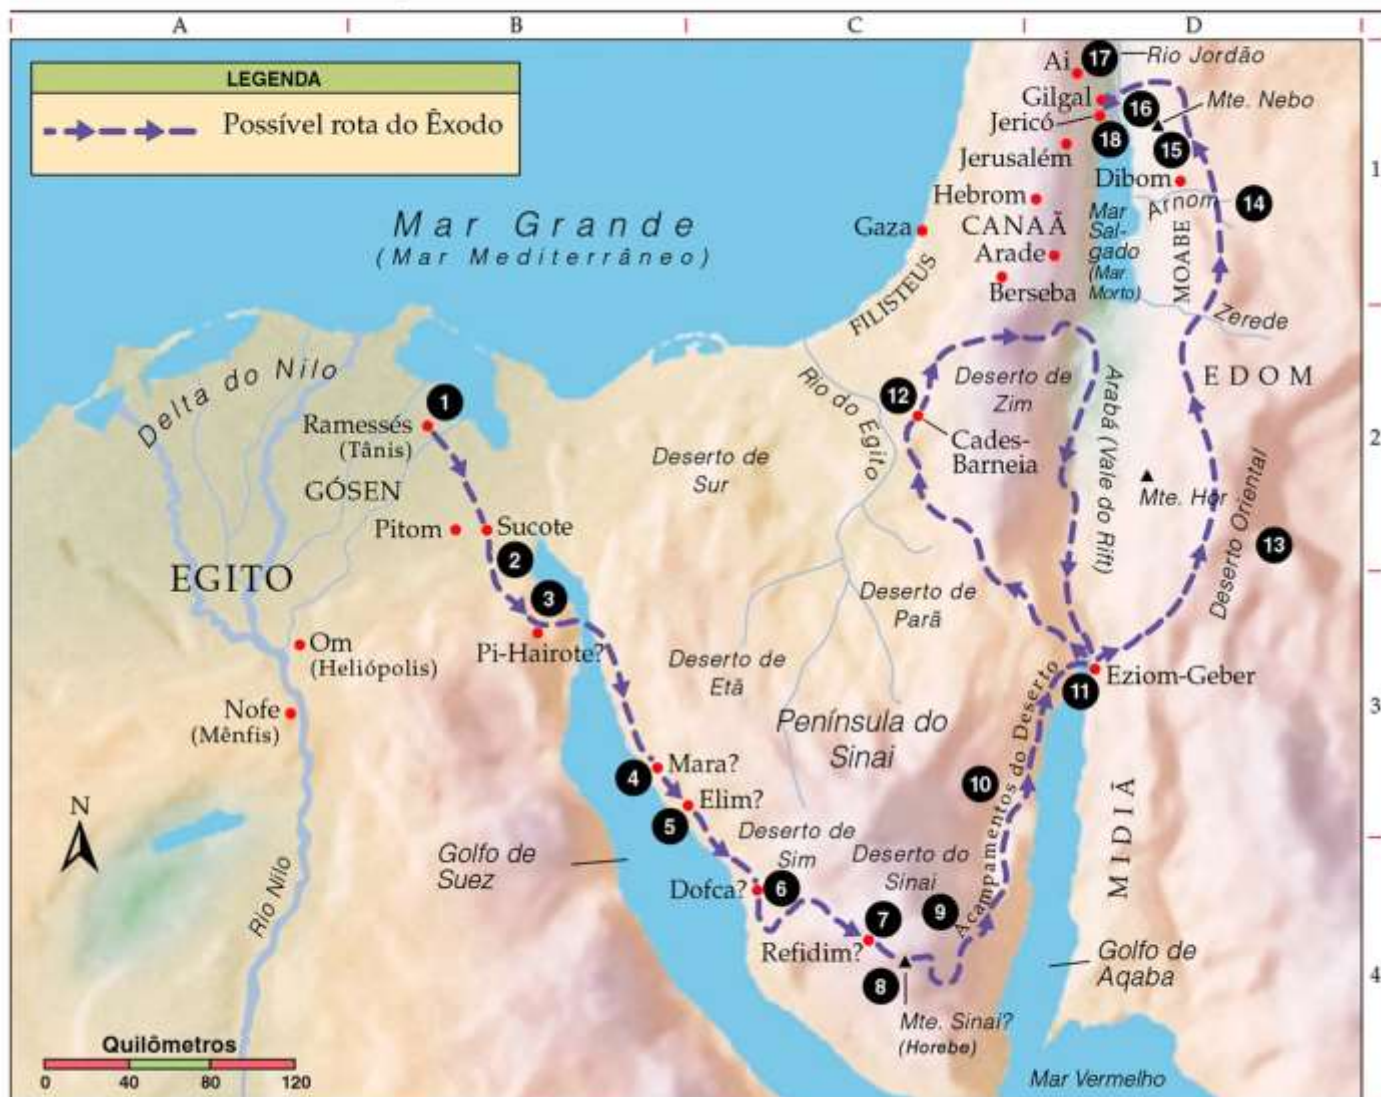 A
B
C
D
LEGENDA
Possível rota do Êxodo
Mar Grande
(Mar Mediterrâneo)
17
Rio Jordão
Ai
Gilgal
16
Mte. Nebo
Jericó
18
15
Jerusalém
1
Dibom
Hebrom
Arnom
14
Gaza
CANAÃ
Mar
Sal-
gado
(Mar
Morto)
Arade
MOABE
Berseba
FILISTEUS
Zerede
Delta do Nilo
1
Ramessés
(Tânis)
GÓSEN
Pitom
Sucote
2
EGITO
3
Pi-Hairote?
Om
(Heliópolis)
Nofe
(Mênfis)
Rio do Egito
12
Deserto de
Zim
EDOM
Cades-
Barneia
2
Deserto de
Sur
Arabá (Vale do Rift)
Mte. Hor
Deserto Oriental
13
Deserto de
Parã
Deserto de
Etã
11
Eziom-Geber
3
Península do
Sinai
Mara?
4
Elim?
5
10
Acampamentos do Deserto
MIDIÃ
N
Rio Nilo
Golfo de
Suez
Deserto de
Sim
Deserto do
Sinai
Dofca?
6
7
9
Refidim?
8
Mte. Sinai?
(Horebe)
Golfo de
Aqaba
4
Mar Vermelho
Quilômetros
0 40 80 120